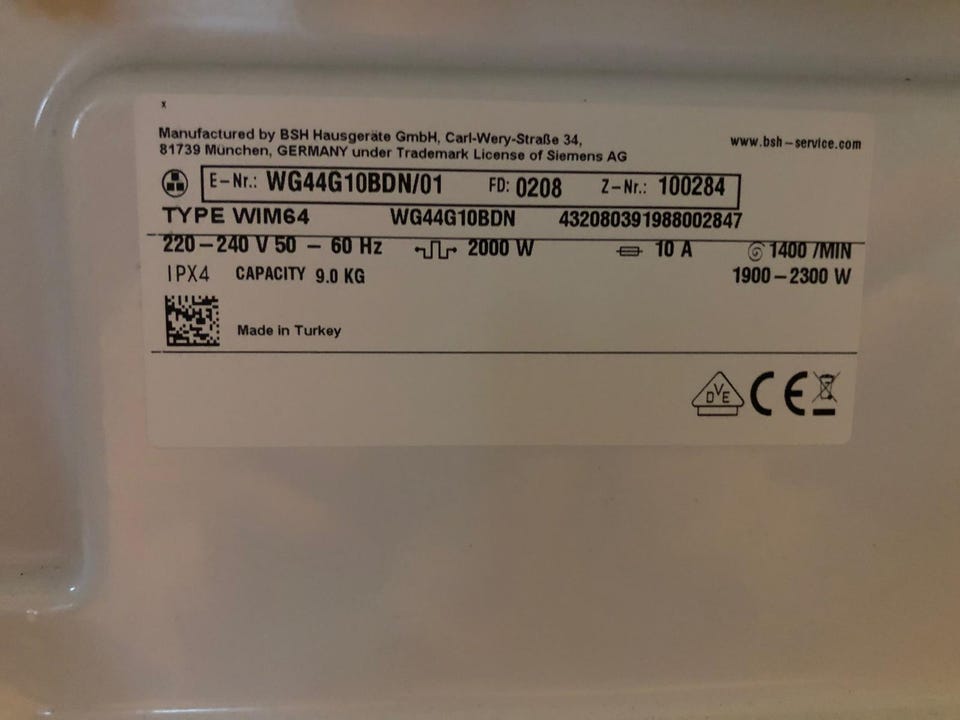 x
Manufactured by BSH Hausgeräte GmbH, Carl-Wery-Straße 34,
81739 München, GERMANY under Trademark License of Siemens AG
www.bsh-service.com
E-Nr.: WG44G10BDN/01 FD: 0208 Z-Nr.: 100284
TYPE WIM64 WG44G10BDN 432080391988002847
220-240 V 50 - 60 Hz 2000 W 10 A 1400 /MIN
IPX4 CAPACITY 9.0 KG 1900-2300 W
Made in Turkey
DVE CE